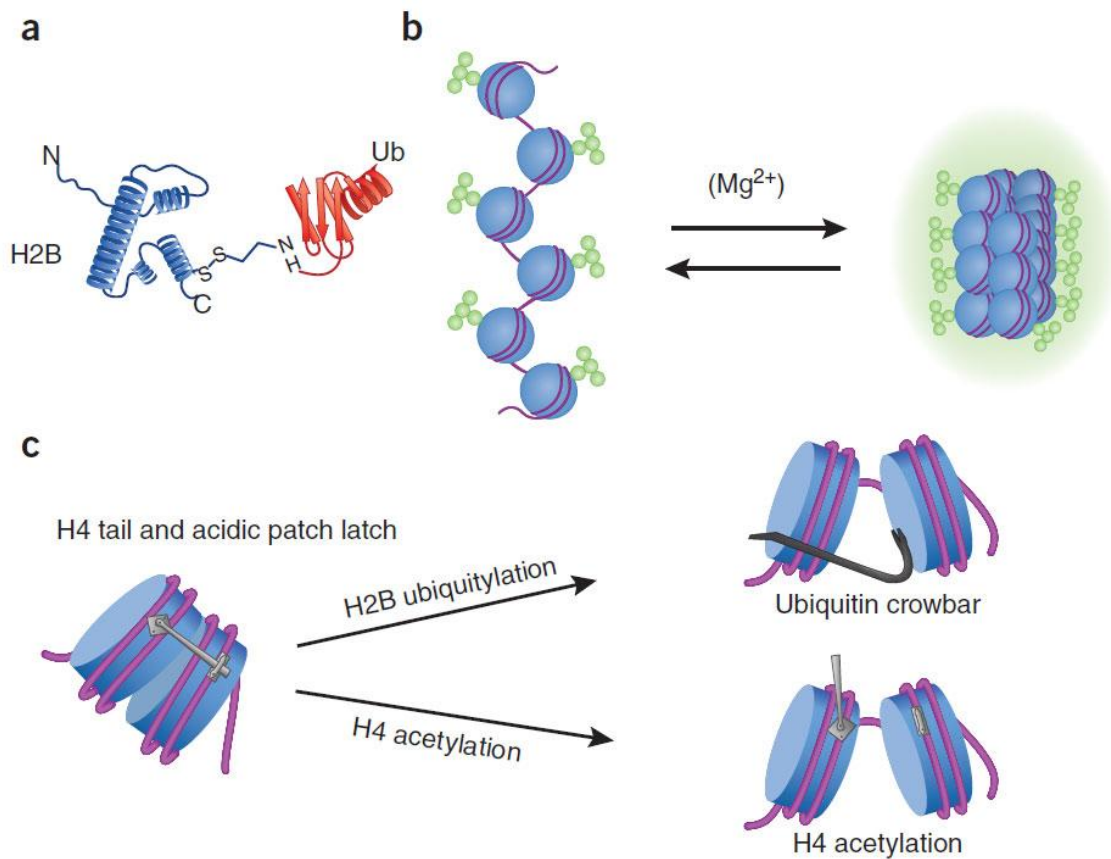 a
b
N
H2B
S
S
C
N
H
Ub
(Mg²⁺)
c
H4 tail and acidic patch latch
H2B ubiquitylation
H4 acetylation
Ubiquitin crowbar
H4 acetylation